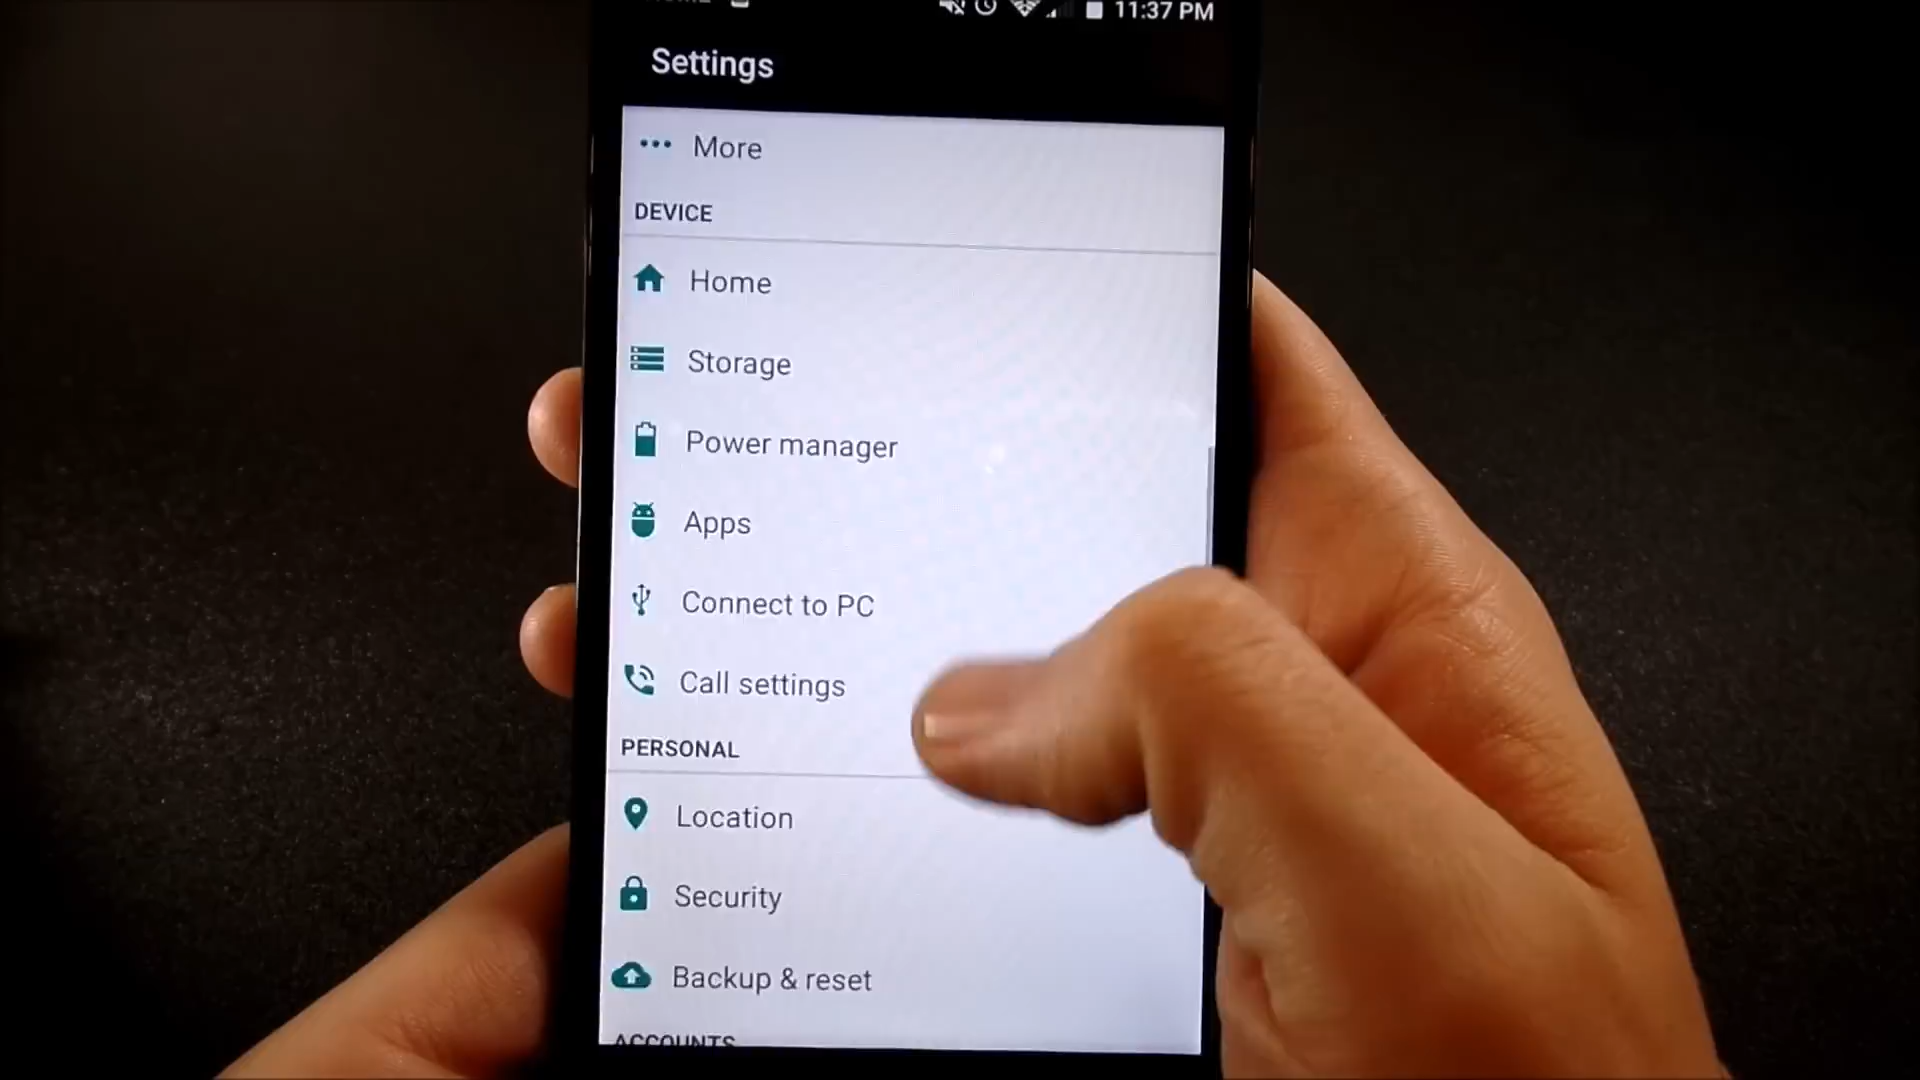 11:37 PM
Settings
More
DEVICE
Home
Storage
Power manager
Apps
Connect to PC
Call settings
PERSONAL
Location
Security
Backup & reset
ACCOUNTS